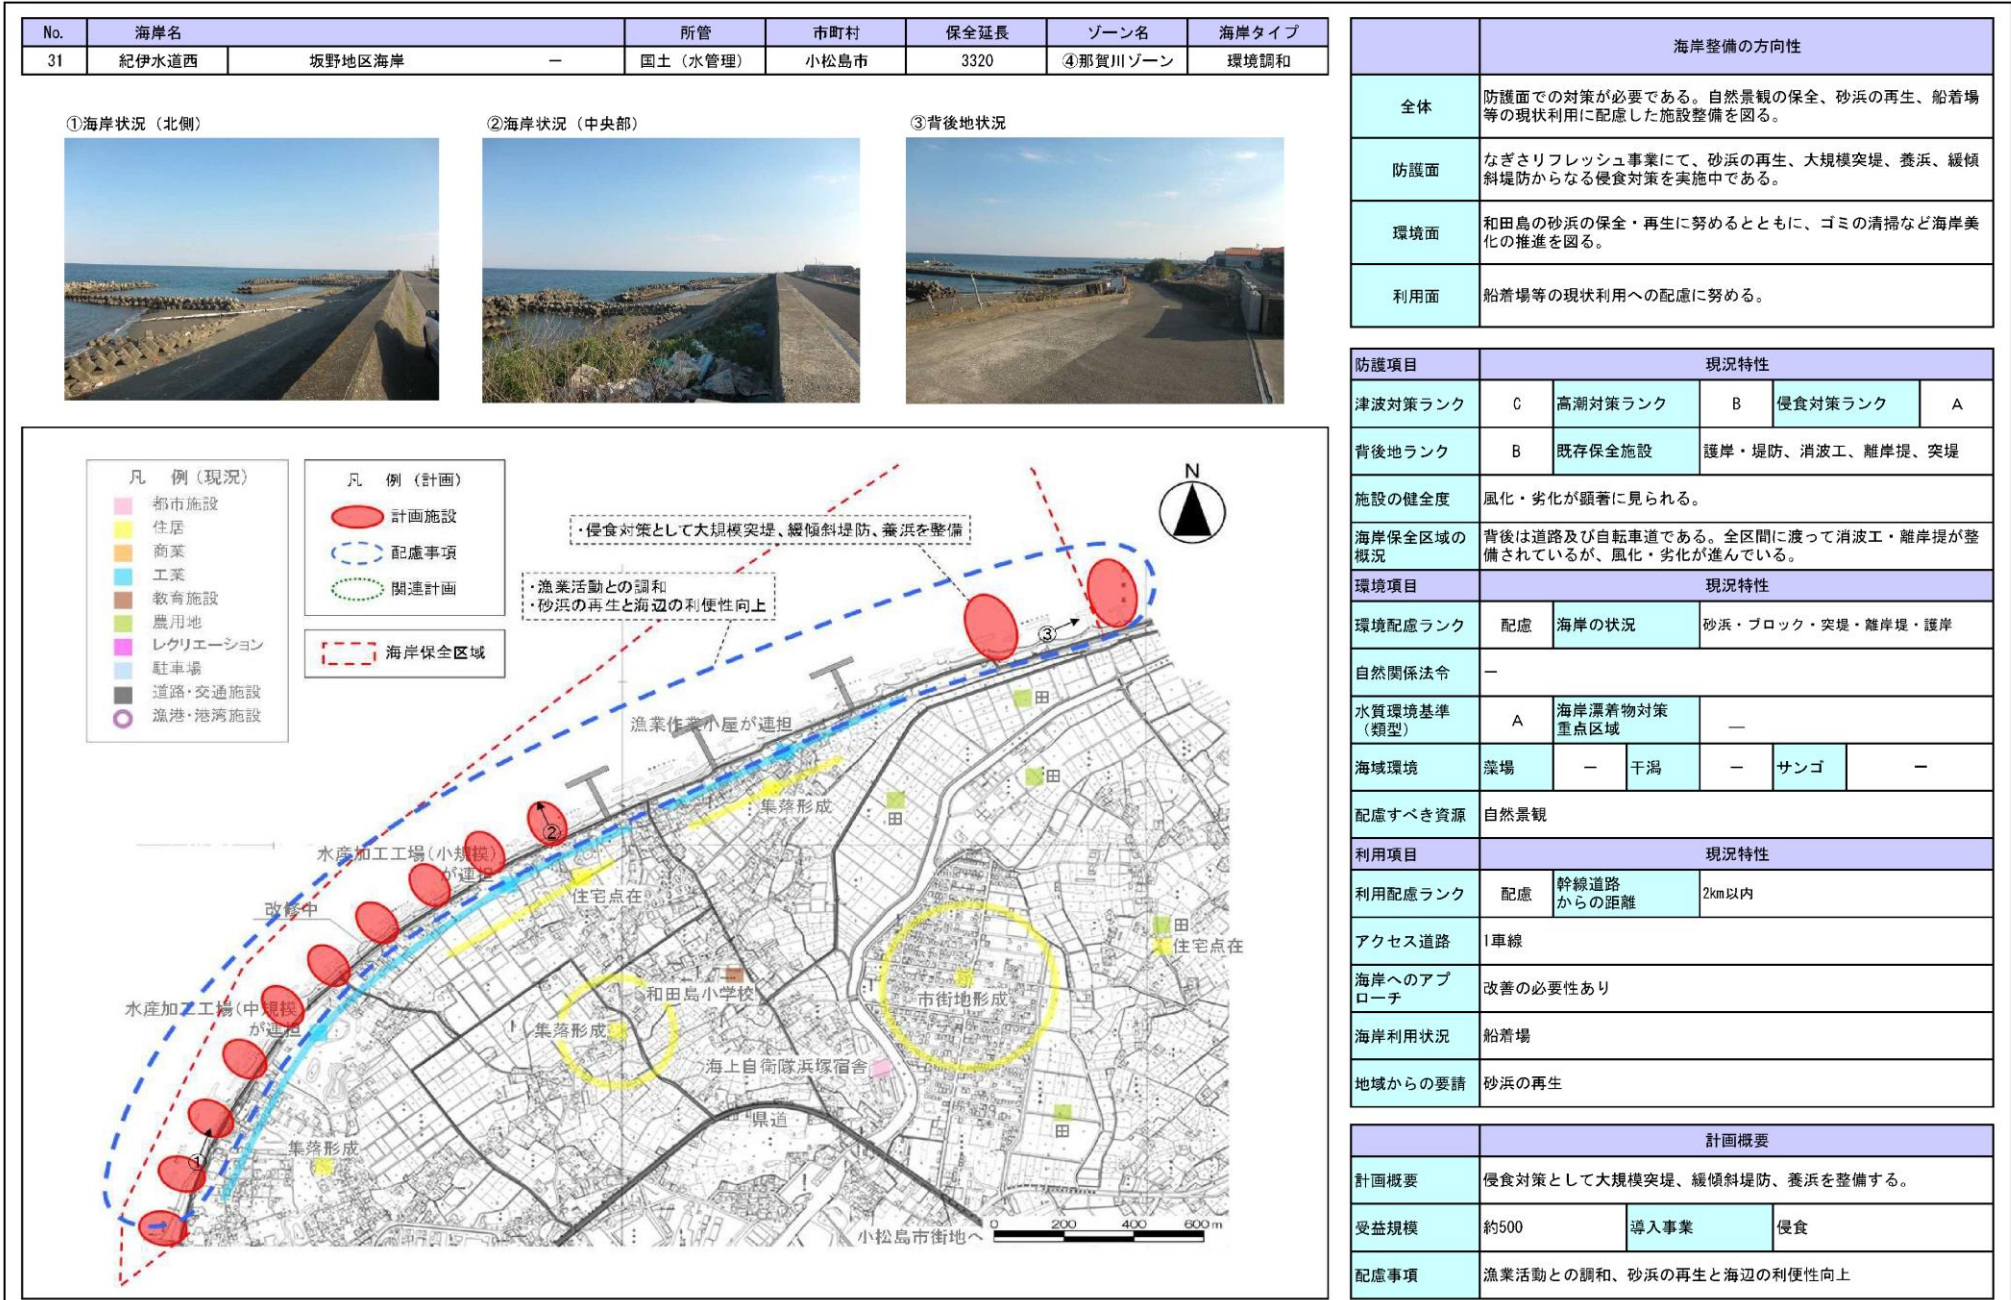 No. 海岸名 所管 市町村 保全延長 ゾーン名 海岸タイプ
31 紀伊水道西 坂野地区海岸 － 国土（水管理） 小松島市 3320 ④那賀川ゾーン 環境調和
①海岸状況（北側）
②海岸状況（中央部）
③背後地状況
凡 例（現況）
都市施設
住居
商業
工業
教育施設
農用地
レクリエーション
駐車場
道路・交通施設
漁港・港湾施設
凡 例（計画）
計画施設
配慮事項
関連計画
海岸保全区域
・侵食対策として大規模突堤、緩傾斜堤防、養浜を整備
・漁業活動との調和
・砂浜の再生と海辺の利便性向上
N
③
田
漁業作業小屋が連担
田
集落形成
田
②
水産加工工場（小規模）
が連担
住宅点在
改修中
田
住宅点在
和田島小学校
市街地形成
水産加工工場（中規模）
が連担
集落形成
海上自衛隊浜塚宿舎
県道
田
集落形成
①
小松島市街地へ
0 200 400 600m
海岸整備の方向性
全体 防護面での対策が必要である。自然景観の保全、砂浜の再生、船着場
等の現状利用に配慮した施設整備を図る。
防護面 なぎさリフレッシュ事業にて、砂浜の再生、大規模突堤、養浜、緩傾
斜堤防からなる侵食対策を実施中である。
環境面 和田島の砂浜の保全・再生に努めるとともに、ゴミの清掃など海岸美
化の推進を図る。
利用面 船着場等の現状利用への配慮に努める。
防護項目 現況特性
津波対策ランク C 高潮対策ランク B 侵食対策ランク A
背後地ランク B 既存保全施設 護岸・堤防、消波工、離岸提、突堤
施設の健全度 風化・劣化が顕著に見られる。
海岸保全区域の
概況
背後は道路及び自転車道である。全区間に渡って消波工・離岸提が整
備されているが、風化・劣化が進んでいる。
環境項目 現況特性
環境配慮ランク 配慮 海岸の状況 砂浜・ブロック・突堤・離岸堤・護岸
自然関係法令 －
水質環境基準
（類型）
A
海岸漂着物対策
重点区域
－
海域環境 藻場 － 干潟 － サンゴ －
配慮すべき資源 自然景観
利用項目 現況特性
利用配慮ランク 配慮
幹線道路
からの距離
2km以内
アクセス道路 1車線
海岸へのアプ
ローチ
改善の必要性あり
海岸利用状況 船着場
地域からの要請 砂浜の再生
計画概要
計画概要 侵食対策として大規模突堤、緩傾斜堤防、養浜を整備する。
受益規模 約500 導入事業 侵食
配慮事項 漁業活動との調和、砂浜の再生と海辺の利便性向上